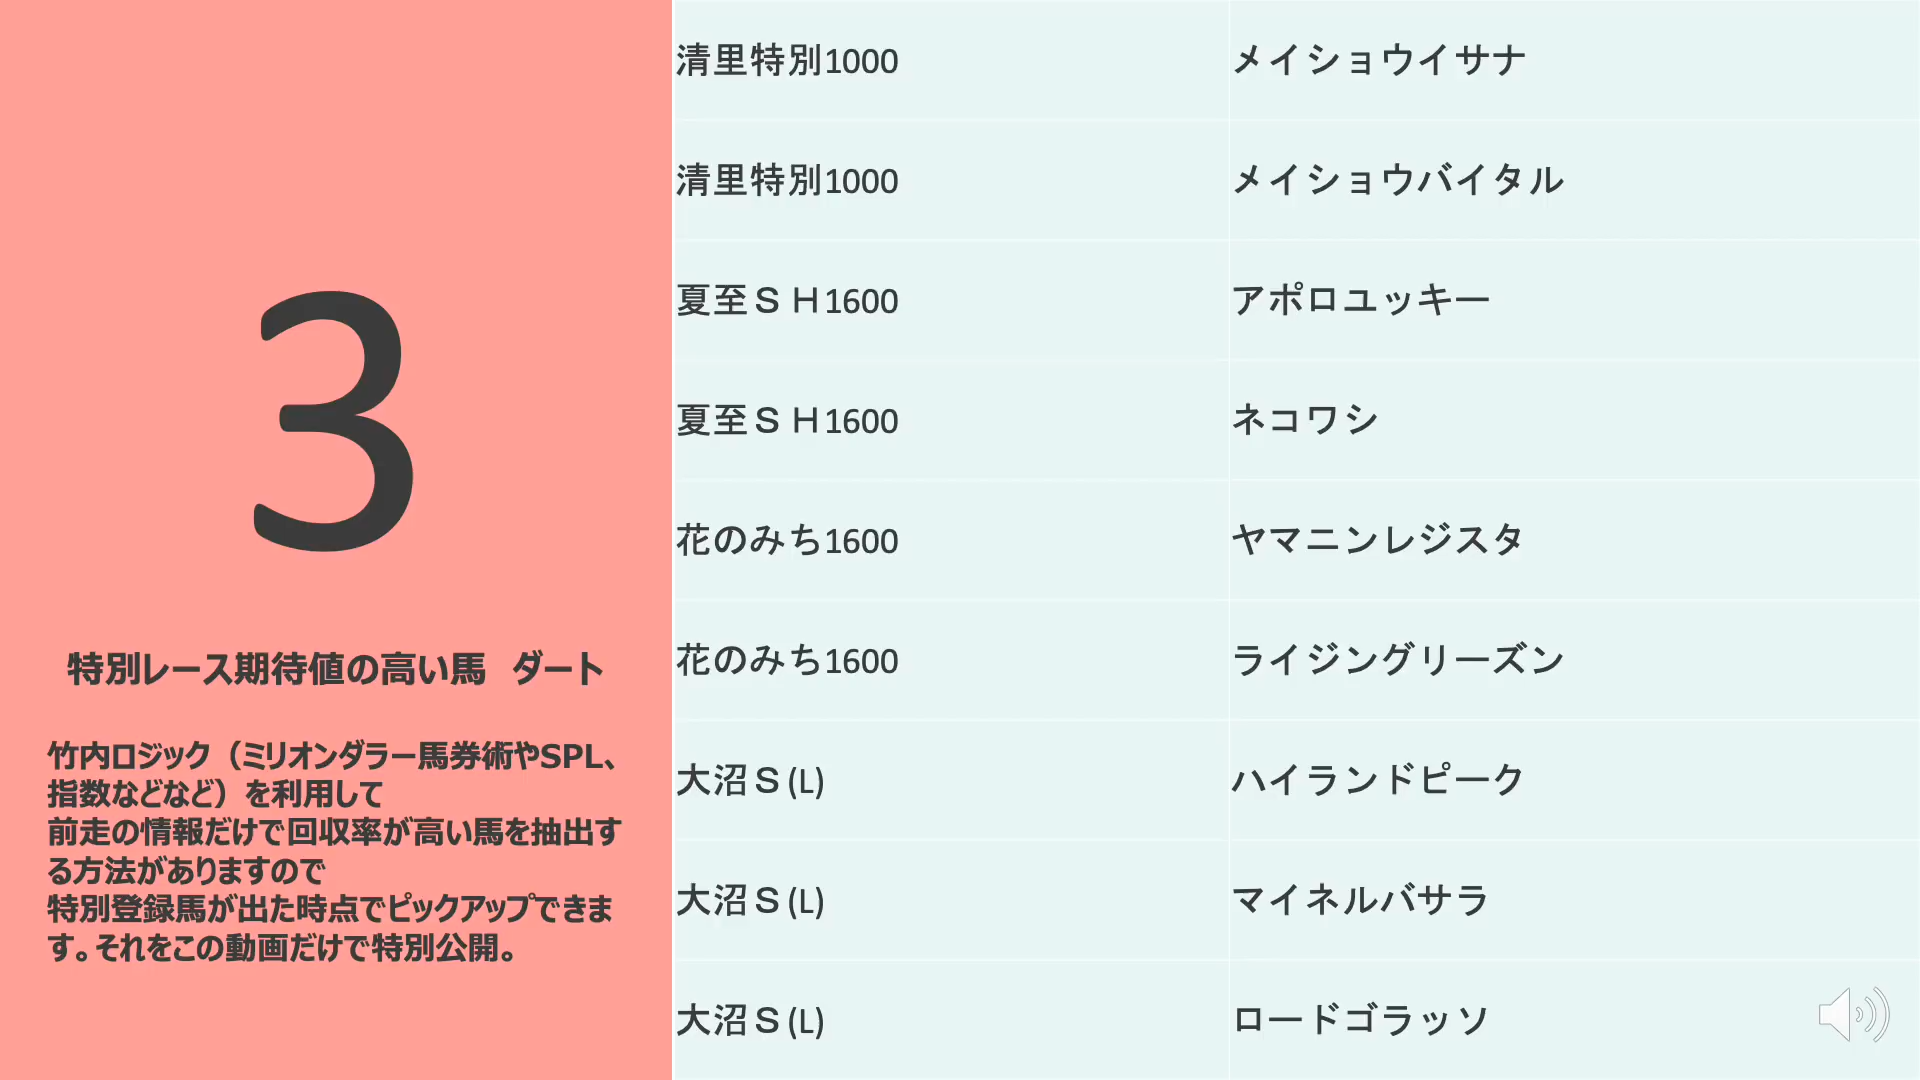 3
特別レース期待値の高い馬　ダート
竹内ロジック（ミリオンダラー馬券術やSPL、
指数などなど）を利用して
前走の情報だけで回収率が高い馬を抽出す
る方法がありますので
特別登録馬が出た時点でピックアップできま
す。それをこの動画だけで特別公開。
清里特別1000 メイショウイサナ
清里特別1000 メイショウバイタル
夏至ＳＨ1600 アポロユッキー
夏至ＳＨ1600 ネコワシ
花のみち1600 ヤマニンレジスタ
花のみち1600 ライジングリーズン
大沼Ｓ(L) ハイランドピーク
大沼Ｓ(L) マイネルバサラ
大沼Ｓ(L) ロードゴラッソ